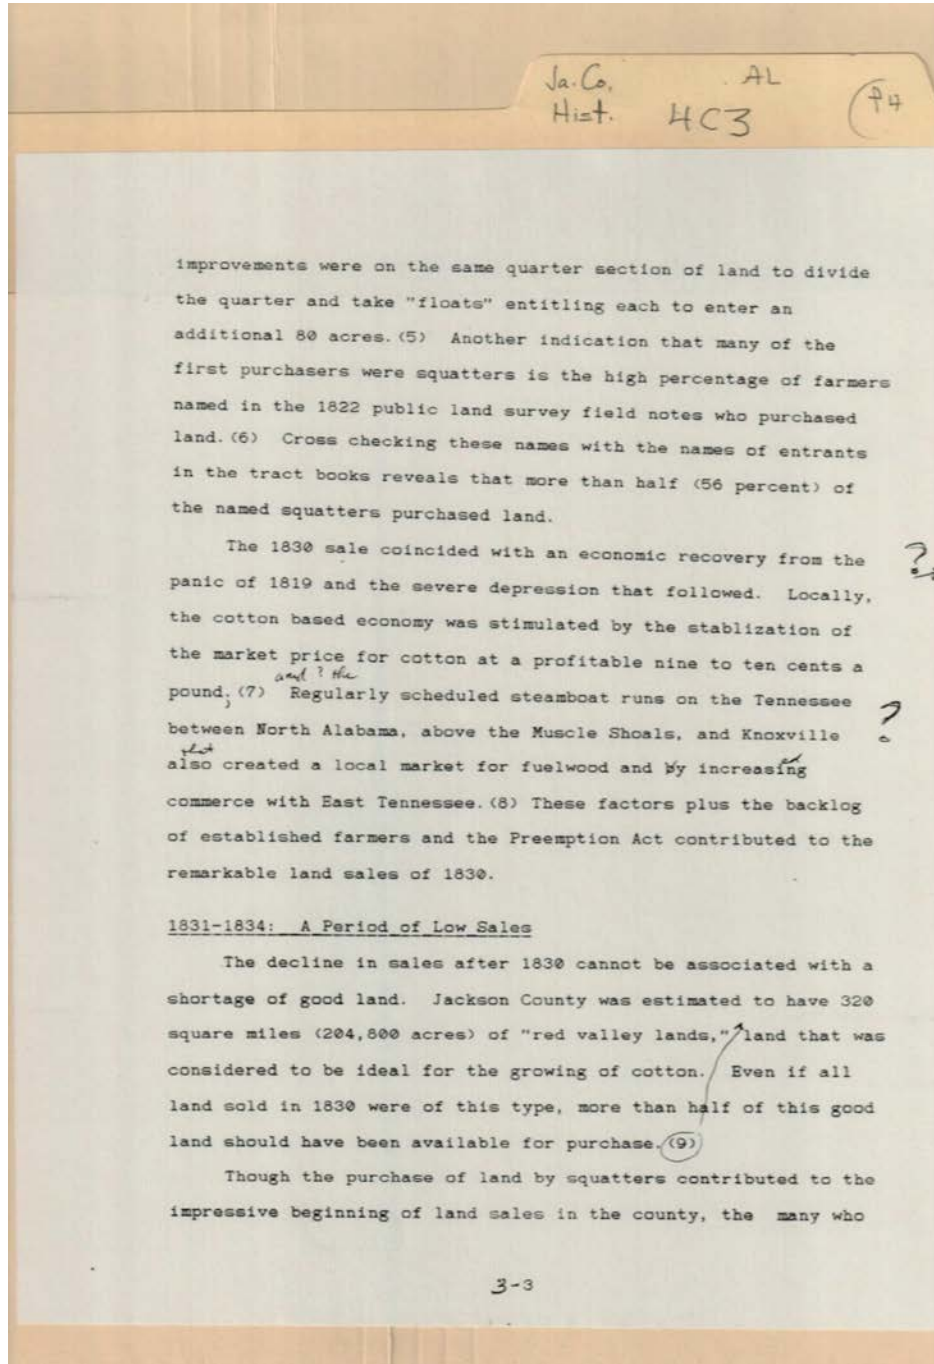 Ja. Co. AL
Hist. 4C3 P4
improvements were on the same quarter section of land to divide
the quarter and take "floats" entitling each to enter an
additional 80 acres.(5) Another indication that many of the
first purchasers were squatters is the high percentage of farmers
named in the 1822 public land survey field notes who purchased
land.(6) Cross checking these names with the names of entrants
in the tract books reveals that more than half (56 percent) of
the named squatters purchased land.
The 1830 sale coincided with an economic recovery from the ?
panic of 1819 and the severe depression that followed. Locally,
the cotton based economy was stimulated by the stablization of
the market price for cotton at a profitable nine to ten cents a
and ? the
pound;(7) Regularly scheduled steamboat runs on the Tennessee ?
between North Alabama, above the Muscle Shoals, and Knoxville
that
also created a local market for fuelwood and by increasing ed
commerce with East Tennessee.(8) These factors plus the backlog
of established farmers and the Preemption Act contributed to the
remarkable land sales of 1830.
1831-1834: A Period of Low Sales
The decline in sales after 1830 cannot be associated with a
shortage of good land. Jackson County was estimated to have 320
square miles (204,800 acres) of "red valley lands," land that was
considered to be ideal for the growing of cotton. Even if all
land sold in 1830 were of this type, more than half of this good
land should have been available for purchase.(9)
Though the purchase of land by squatters contributed to the
impressive beginning of land sales in the county, the many who
3-3